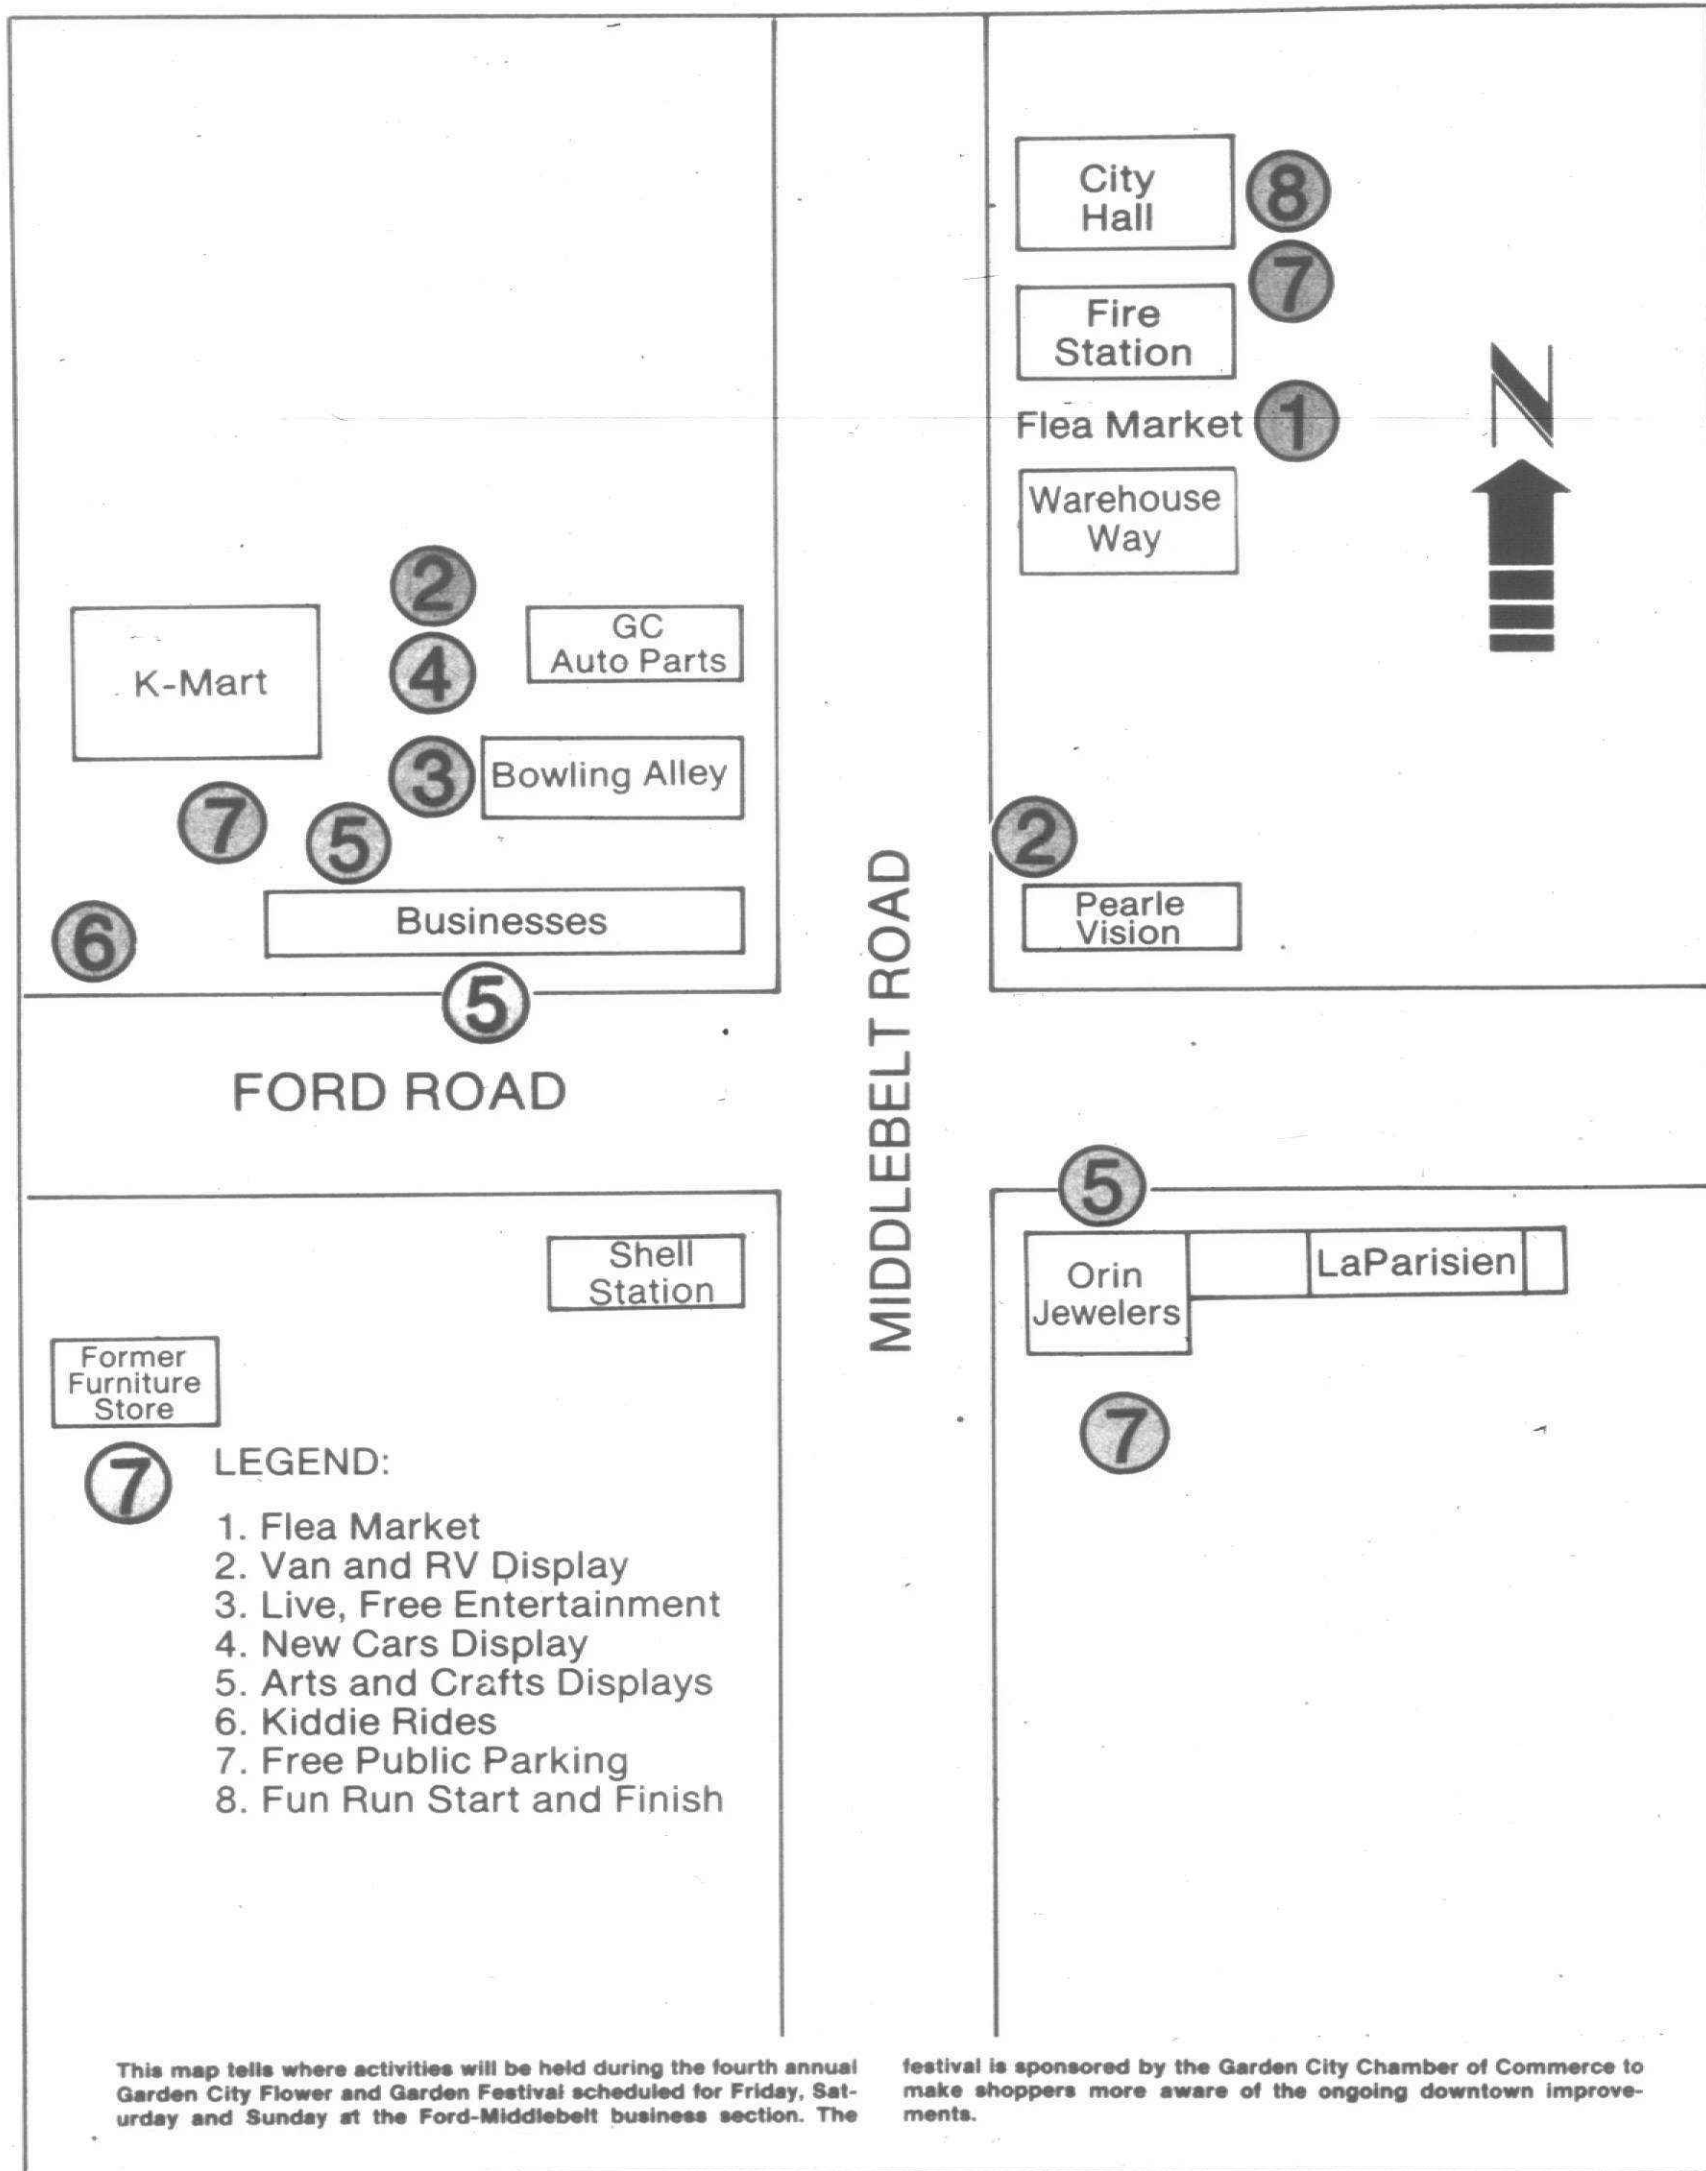 City
Hall
8
7
Fire
Station
Flea Market 1
N
Warehouse
Way
2
GC
Auto Parts
4
K-Mart
3
Bowling Alley
7
5
2
Businesses
Pearle
Vision
6
5
FORD ROAD
MIDDLEBELT ROAD
5
Shell
Station
Orin
Jewelers
LaParisien
Former
Furniture
Store
7
7
LEGEND:
1. Flea Market
2. Van and RV Display
3. Live, Free Entertainment
4. New Cars Display
5. Arts and Crafts Displays
6. Kiddie Rides
7. Free Public Parking
8. Fun Run Start and Finish
This map tells where activities will be held during the fourth annual
Garden City Flower and Garden Festival scheduled for Friday, Sat-
urday and Sunday at the Ford-Middlebelt business section. The
festival is sponsored by the Garden City Chamber of Commerce to
make shoppers more aware of the ongoing downtown improve-
ments.